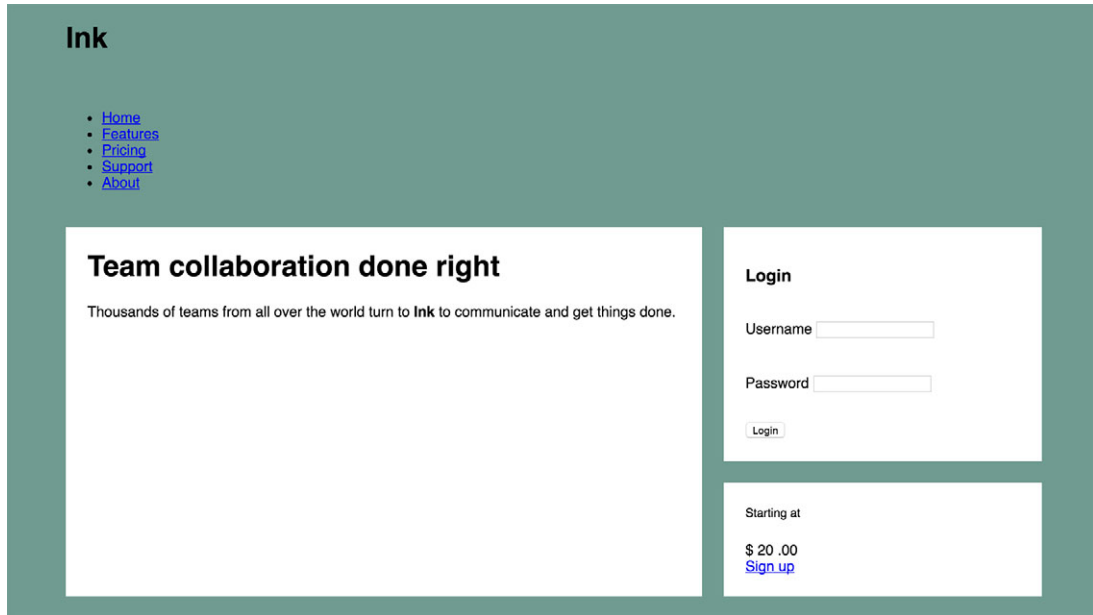 Ink
Home
Features
Pricing
Support
About
Team collaboration done right
Thousands of teams from all over the world turn to Ink to communicate and get things done.
Login
Username
Password
Login
Starting at
$ 20 .00
Sign up